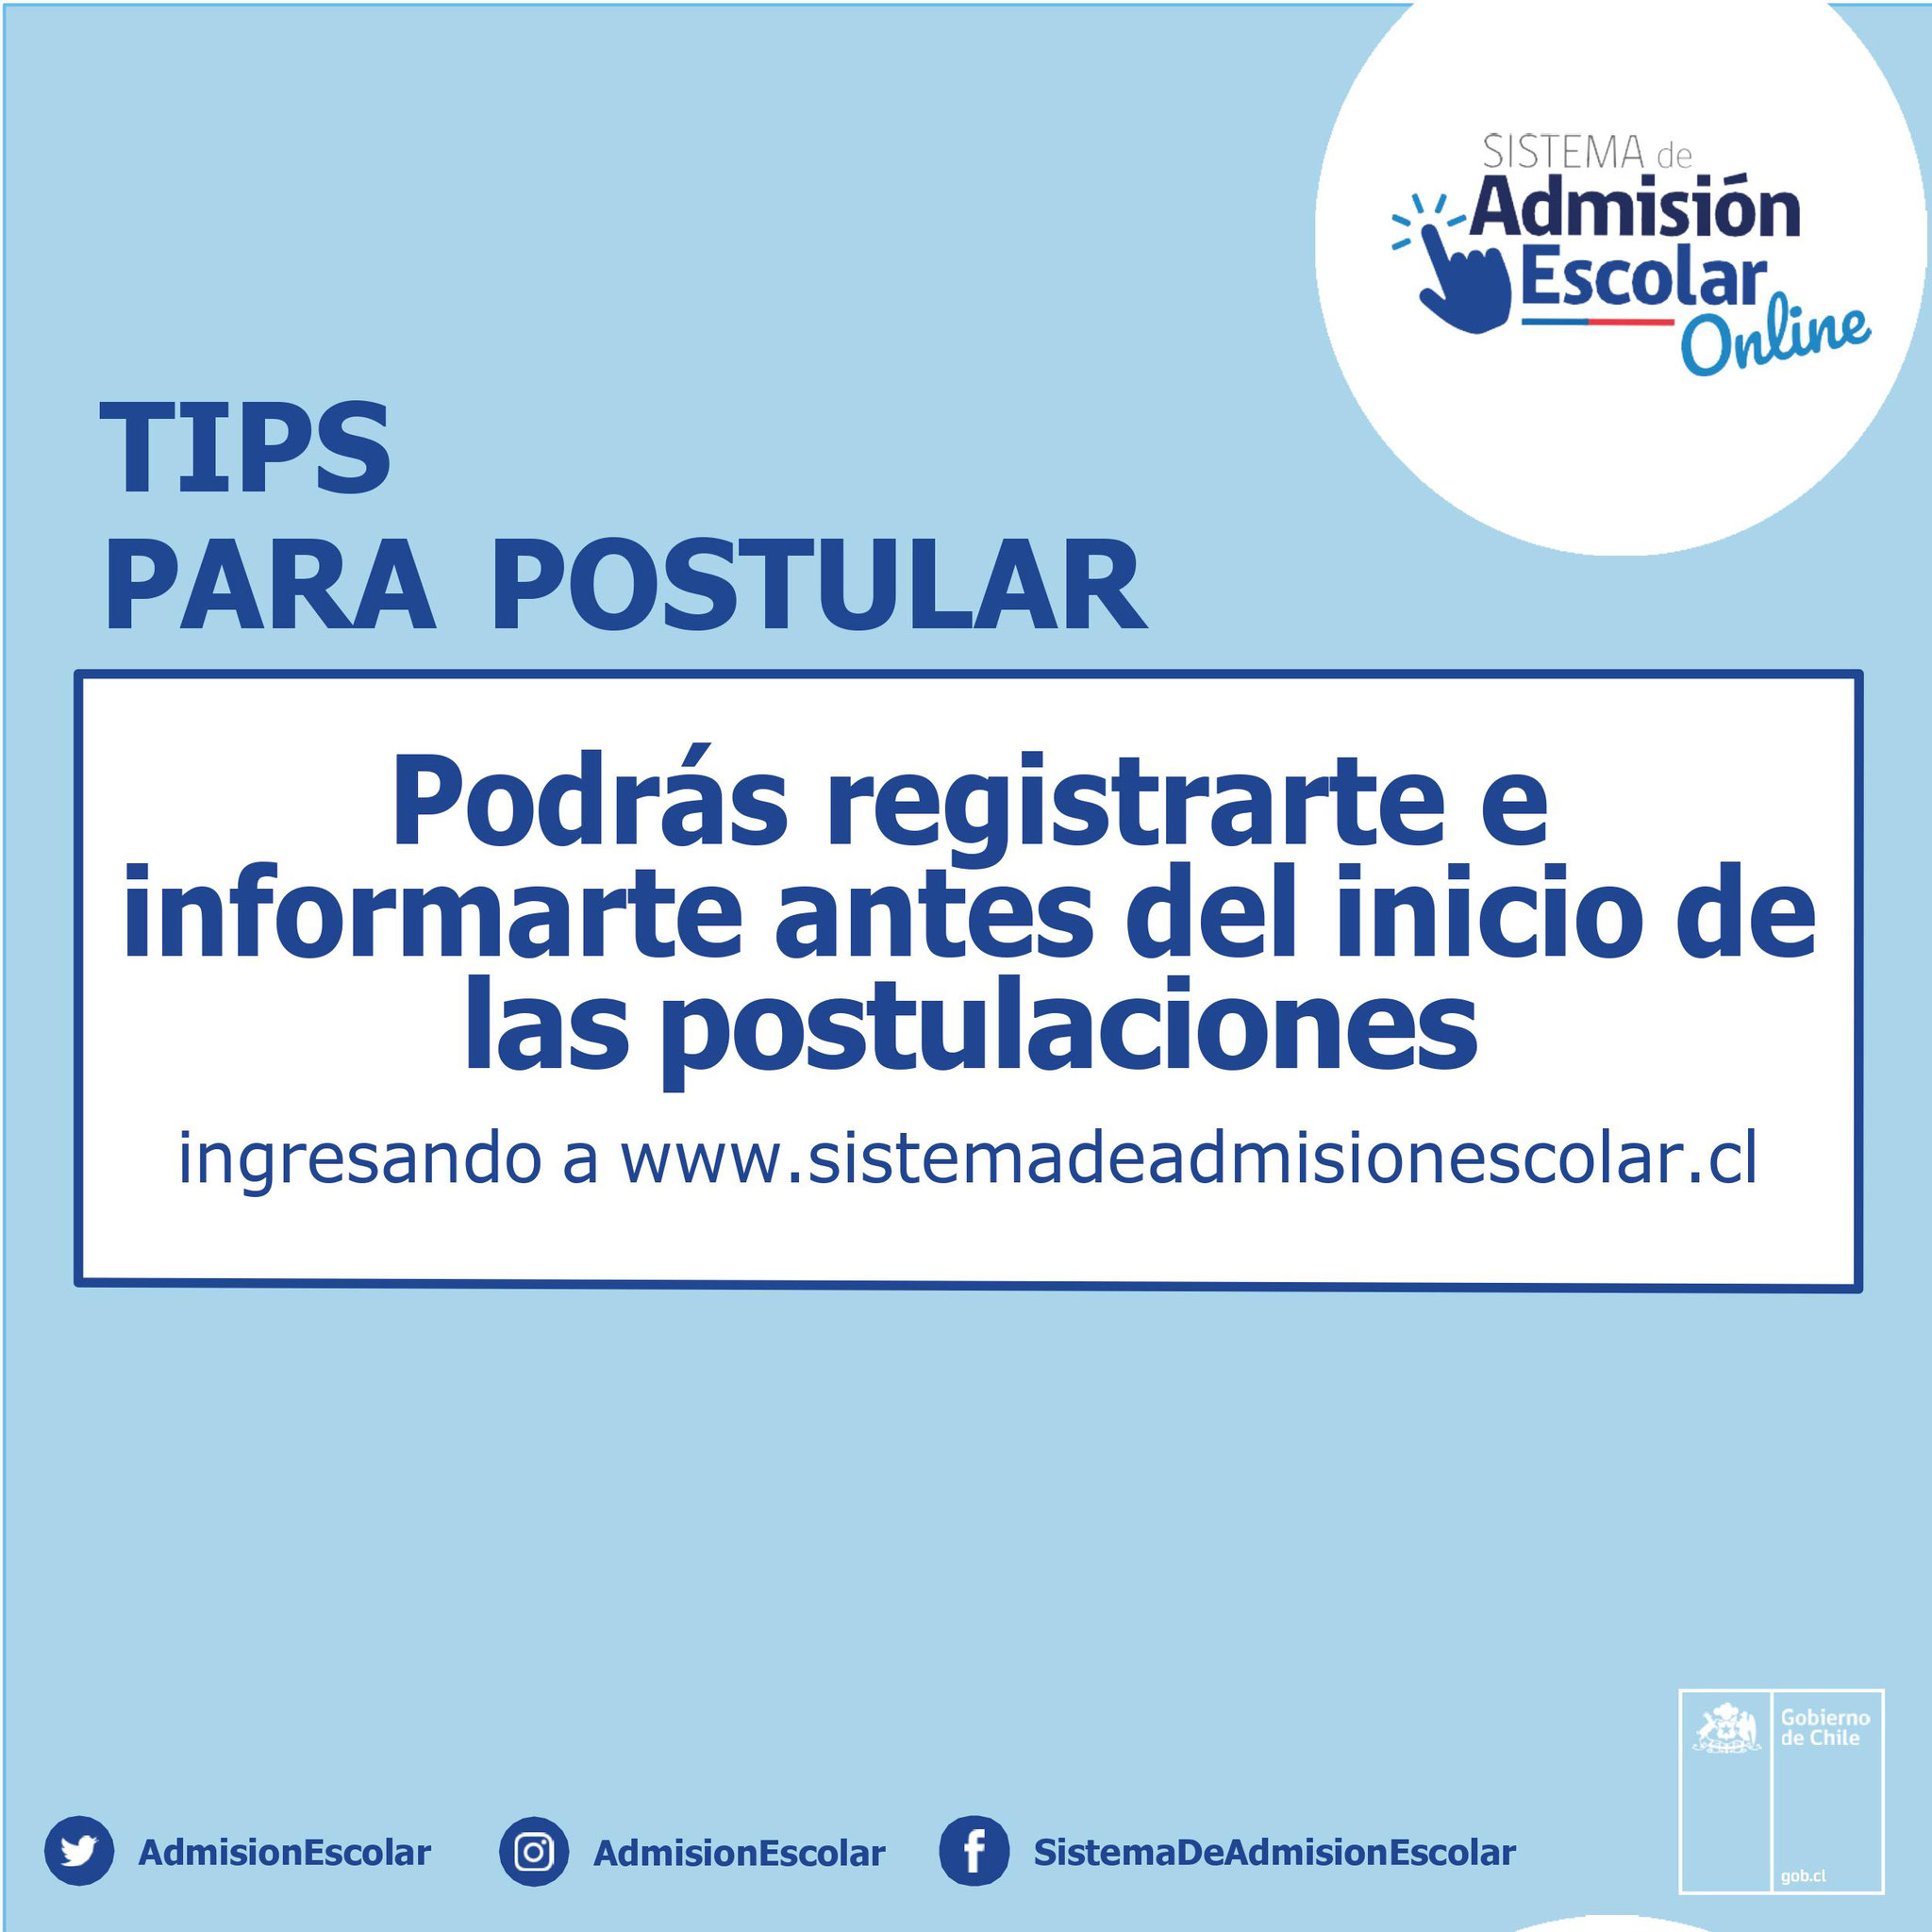 SISTEMA de
Admisión
Escolar
Online
TIPS
PARA POSTULAR
Podrás registrarte e
informarte antes del inicio de
las postulaciones
ingresando a www.sistemadeadmisionescolar.cl
Gobierno
de Chile
gob.cl
AdmisionEscolar
AdmisionEscolar
SistemaDeAdmisionEscolar